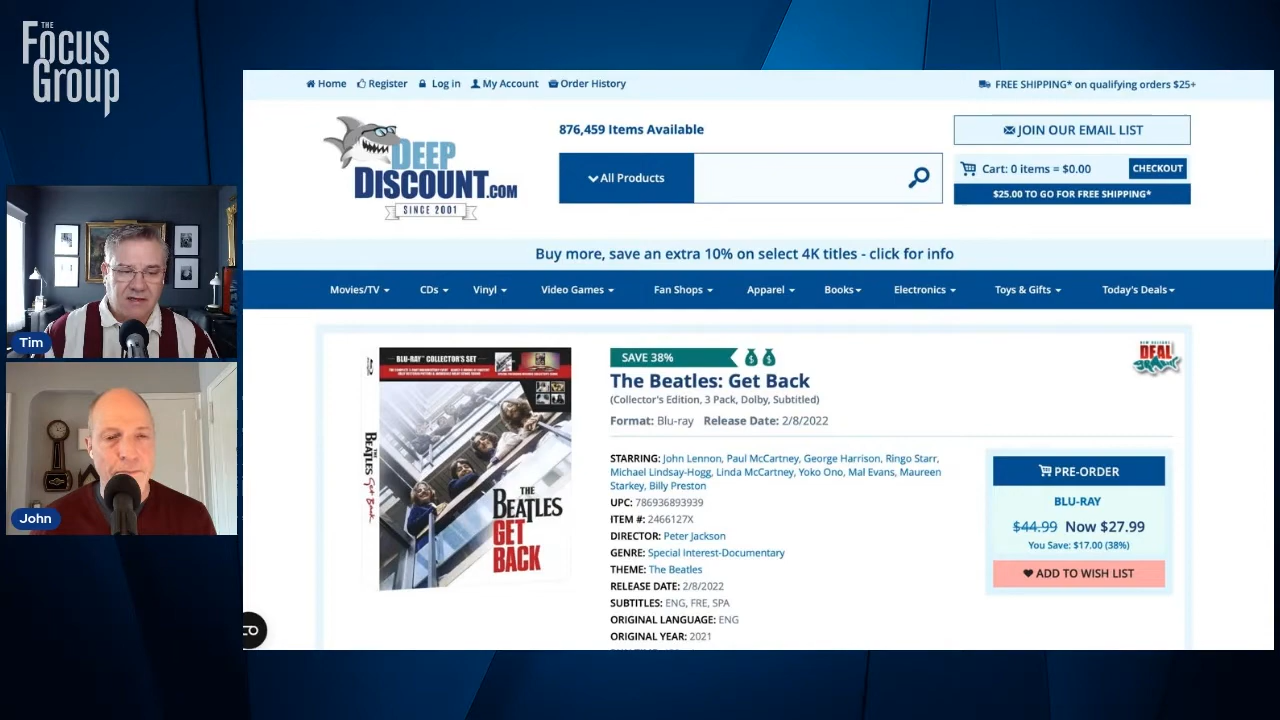 THE
Focus
Group
Home Register Log in My Account Order History
FREE SHIPPING* on qualifying orders $25+
DEEP
DISCOUNT.COM
SINCE 2001
876,459 Items Available
All Products
JOIN OUR EMAIL LIST
Cart: 0 items = $0.00
CHECKOUT
$25.00 TO GO FOR FREE SHIPPING*
Buy more, save an extra 10% on select 4K titles - click for info
Movies/TV CDs Vinyl Video Games Fan Shops Apparel Books Electronics Toys & Gifts Today's Deals
Tim
John
BLU-RAY COLLECTOR'S SET
THE BEATLES Get Back
THE
BEATLES
GET
BACK
SAVE 38%
The Beatles: Get Back
(Collector's Edition, 3 Pack, Dolby, Subtitled)
Format: Blu-ray Release Date: 2/8/2022
STARRING: John Lennon, Paul McCartney, George Harrison, Ringo Starr,
Michael Lindsay-Hogg, Linda McCartney, Yoko Ono, Mal Evans, Maureen
Starkey, Billy Preston
UPC: 786936893939
ITEM #: 2466127X
DIRECTOR: Peter Jackson
GENRE: Special Interest-Documentary
THEME: The Beatles
RELEASE DATE: 2/8/2022
SUBTITLES: ENG, FRE, SPA
ORIGINAL LANGUAGE: ENG
ORIGINAL YEAR: 2021
DEAL
PRE-ORDER
BLU-RAY
$44.99 Now $27.99
You Save: $17.00 (38%)
ADD TO WISH LIST